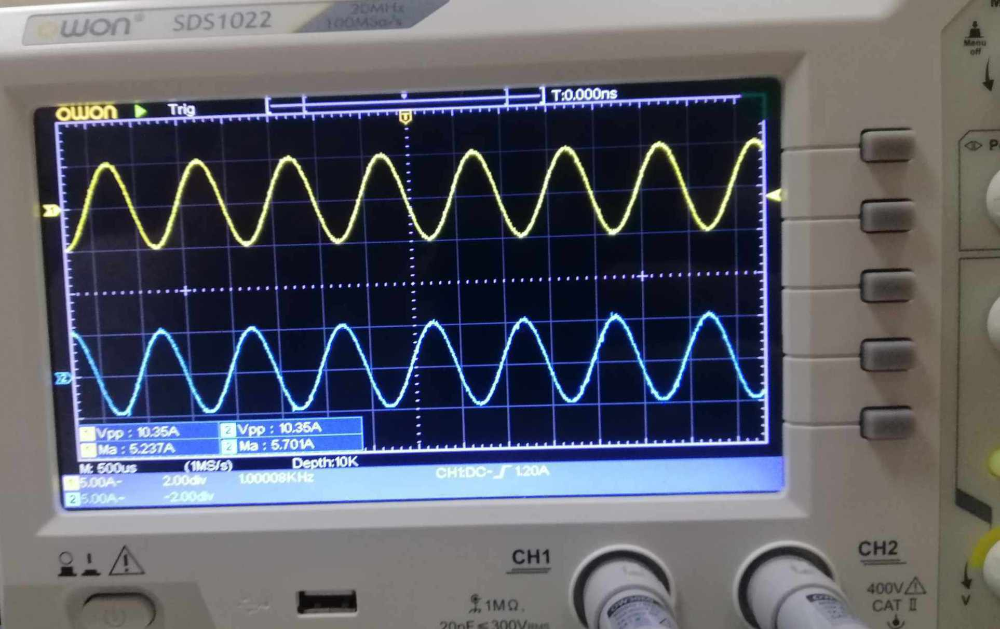 owon® SDS1022
20MHz
100MSa/s
Menu
off
owon Trig T:0.000ns
T
1
2
1 Vpp : 10.35A 2 Vpp : 10.35A
1 Ma : 5.237A 2 Ma : 5.701A
M: 500us (1MS/s) Depth:10K
1 5.00A~ 2.00div 1.00008KHz CH1:DC- 1.20A
2 5.00A~ -2.00div
CH1
CH2
400V
CAT II
1MΩ
20pF ≤300VRMS
V